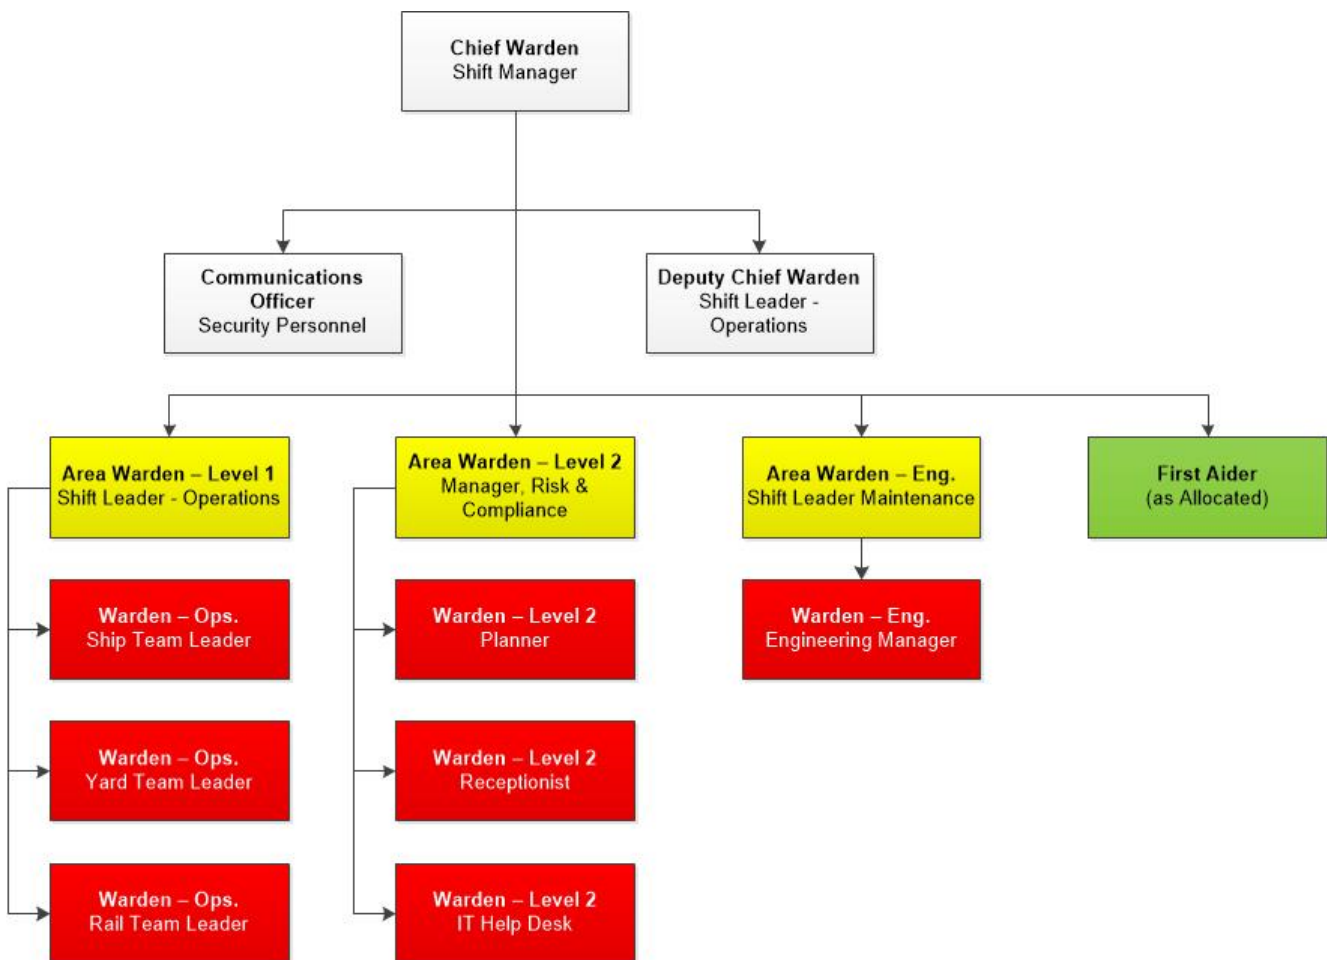 Chief Warden
Shift Manager
Communications
Officer
Security Personnel
Deputy Chief Warden
Shift Leader -
Operations
Area Warden – Level 1
Shift Leader - Operations
Area Warden – Level 2
Manager, Risk &
Compliance
Area Warden – Eng.
Shift Leader Maintenance
First Aider
(as Allocated)
Warden – Ops.
Ship Team Leader
Warden – Level 2
Planner
Warden – Eng.
Engineering Manager
Warden – Ops.
Yard Team Leader
Warden – Level 2
Receptionist
Warden – Ops.
Rail Team Leader
Warden – Level 2
IT Help Desk